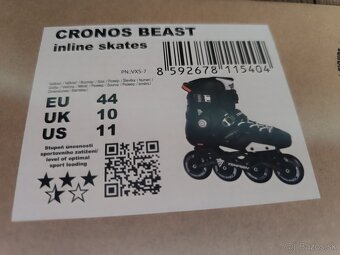 CRONOS BEAST
inline skates
PN.VXS-7
8 592678 115404
EU 44
UK 10
US 11
Stupeň únosnosti
sportovního zatížení/
level of optimal
sport loading